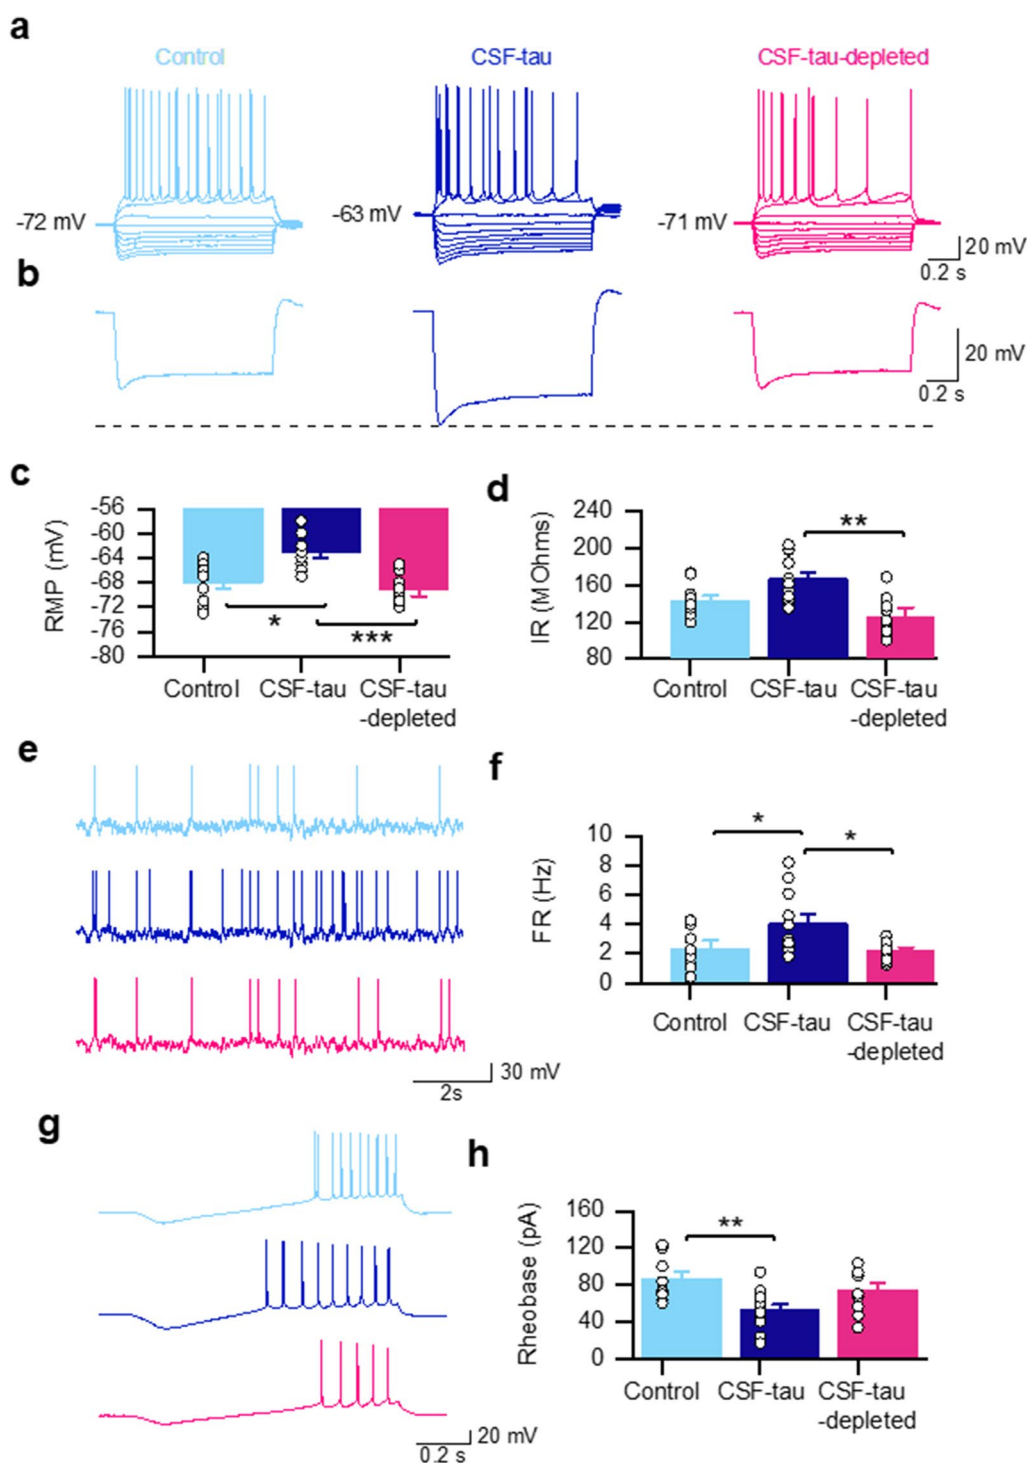 a
Control
CSF-tau
CSF-tau-depleted
-72 mV
-63 mV
-71 mV
20 mV
0.2 s
b
20 mV
0.2 s
c
RMP (mV)
-56
-60
-64
-68
-72
-76
-80
*
***
Control
CSF-tau
CSF-tau
-depleted
d
IR (MOhms)
240
200
160
120
80
**
Control
CSF-tau
CSF-tau
-depleted
e
30 mV
2s
f
FR (Hz)
10
8
6
4
2
0
*
*
Control
CSF-tau
CSF-tau
-depleted
g
20 mV
0.2 s
h
Rheobase (pA)
160
120
80
40
0
**
Control
CSF-tau
CSF-tau
-depleted